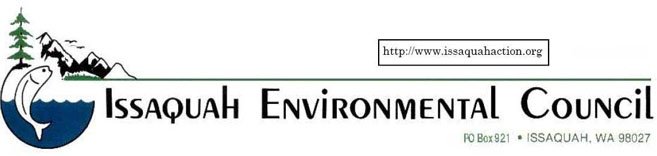 http://www.issaquahaction.org
Issaquah Environmental Council
PO Box 921 • ISSAQUAH, WA 98027